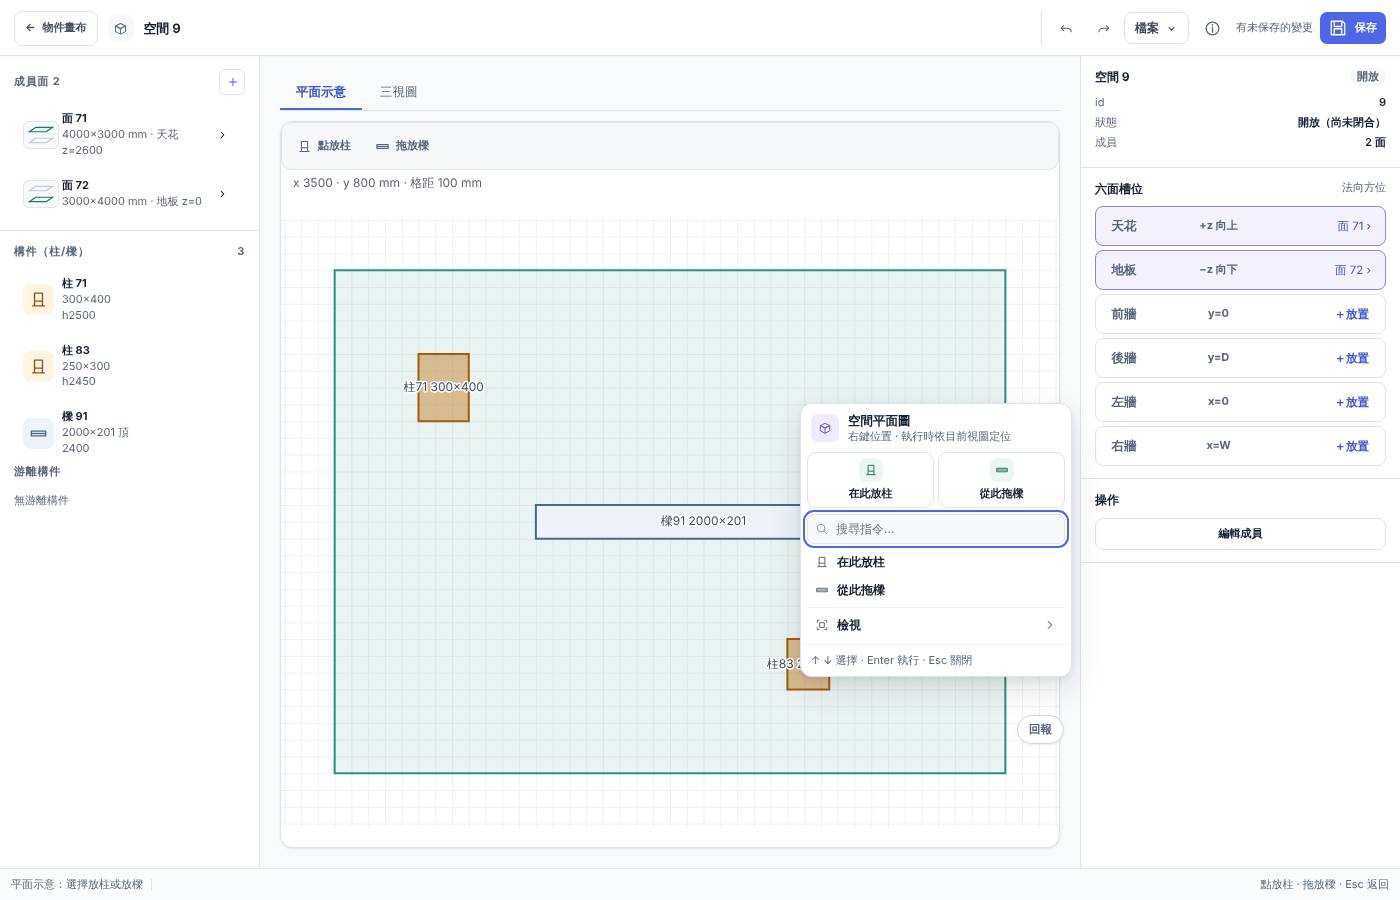 物件畫布
空間 9
檔案
有未保存的變更
保存
成員面 2
面 71
4000×3000 mm · 天花
z=2600
面 72
3000×4000 mm · 地板 z=0
構件（柱/樑）
3
柱 71
300×400
h2500
柱 83
250×300
h2450
樑 91
2000×201 頂
2400
游離構件
無游離構件
平面示意
三視圖
點放柱
拖放樑
x 3500 · y 800 mm · 格距 100 mm
柱71 300×400
樑91 2000×201
柱83
空間平面圖
右鍵位置 · 執行時依目前視圖定位
在此放柱
從此拖樑
搜尋指令...
在此放柱
從此拖樑
檢視
↑ ↓ 選擇 · Enter 執行 · Esc 關閉
回報
空間 9
開放
id
9
狀態
開放（尚未閉合）
成員
2 面
六面槽位
法向方位
天花
+z 向上
面 71 ›
地板
−z 向下
面 72 ›
前牆
y=0
+ 放置
後牆
y=D
+ 放置
左牆
x=0
+ 放置
右牆
x=W
+ 放置
操作
編輯成員
平面示意：選擇放柱或放樑
點放柱 · 拖放樑 · Esc 返回